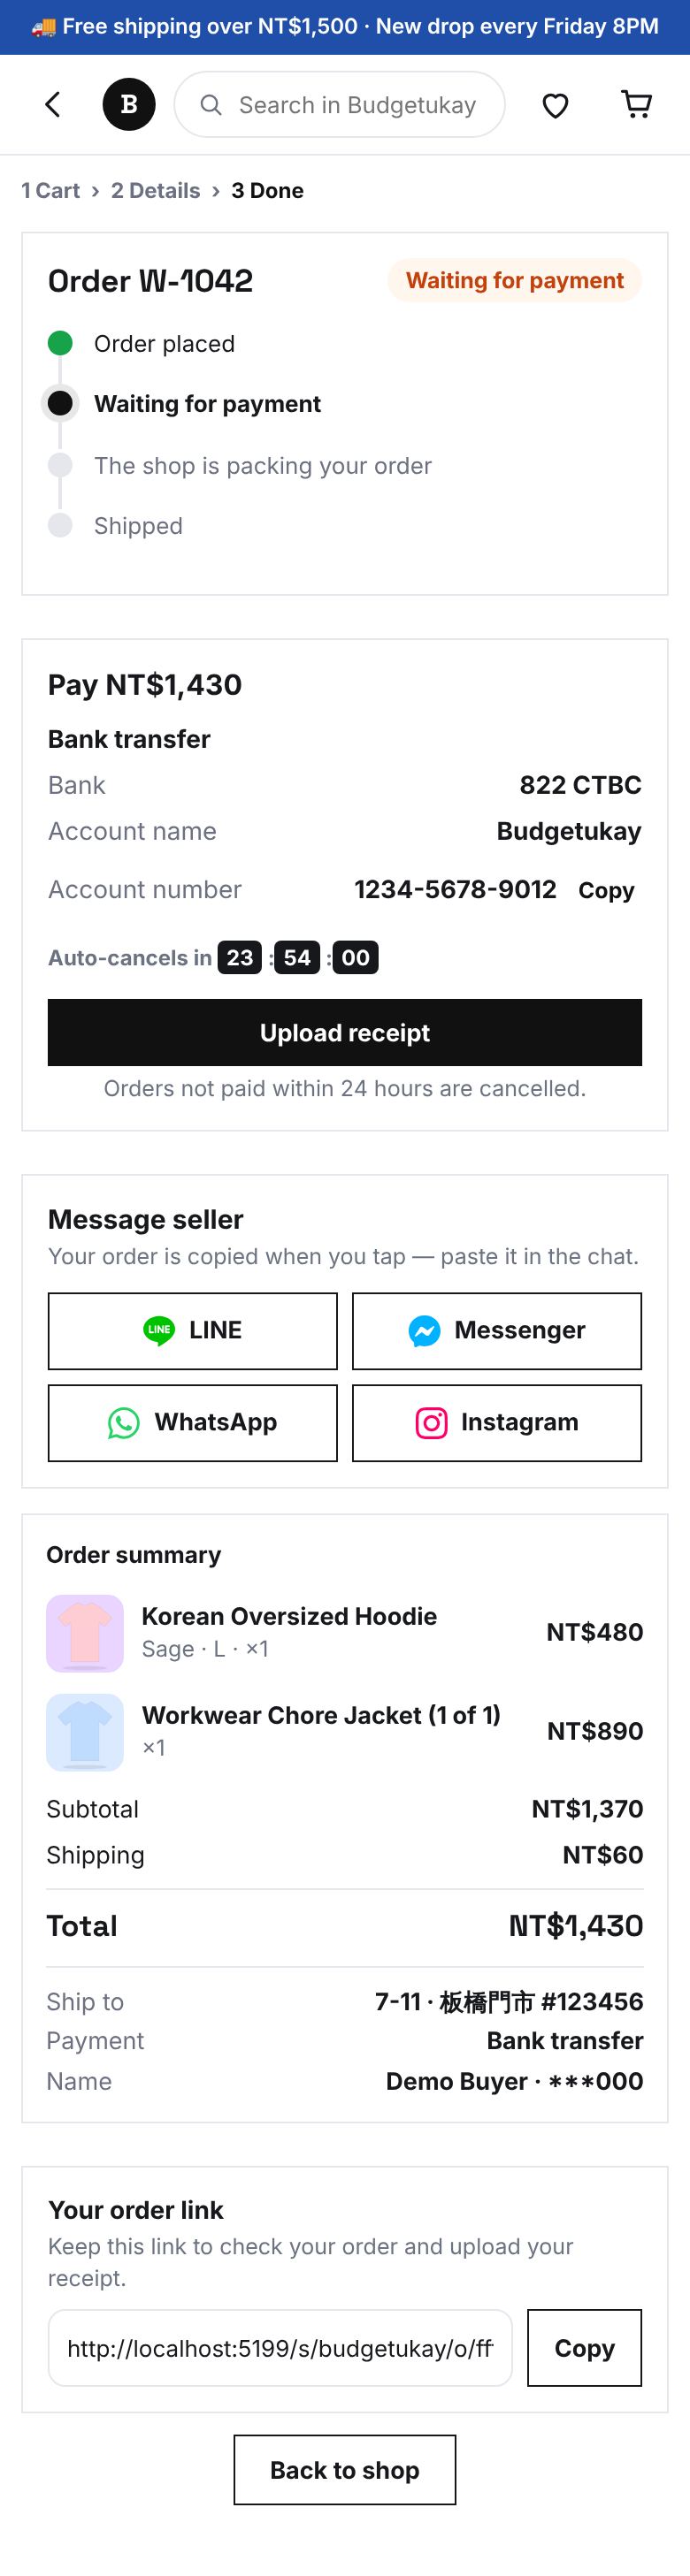 🚚 Free shipping over NT$1,500 · New drop every Friday 8PM
B
Search in Budgetukay
1 Cart › 2 Details › 3 Done
Order W-1042
Waiting for payment
Order placed
Waiting for payment
The shop is packing your order
Shipped
Pay NT$1,430
Bank transfer
Bank 822 CTBC
Account name Budgetukay
Account number 1234-5678-9012 Copy
Auto-cancels in 23 : 54 : 00
Upload receipt
Orders not paid within 24 hours are cancelled.
Message seller
Your order is copied when you tap — paste it in the chat.
LINE LINE
Messenger
WhatsApp
Instagram
Order summary
Korean Oversized Hoodie
Sage · L · ×1
NT$480
Workwear Chore Jacket (1 of 1)
×1
NT$890
Subtotal NT$1,370
Shipping NT$60
Total NT$1,430
Ship to 7-11 · 板橋門市 #123456
Payment Bank transfer
Name Demo Buyer · ***000
Your order link
Keep this link to check your order and upload your
receipt.
http://localhost:5199/s/budgetukay/o/ff
Copy
Back to shop